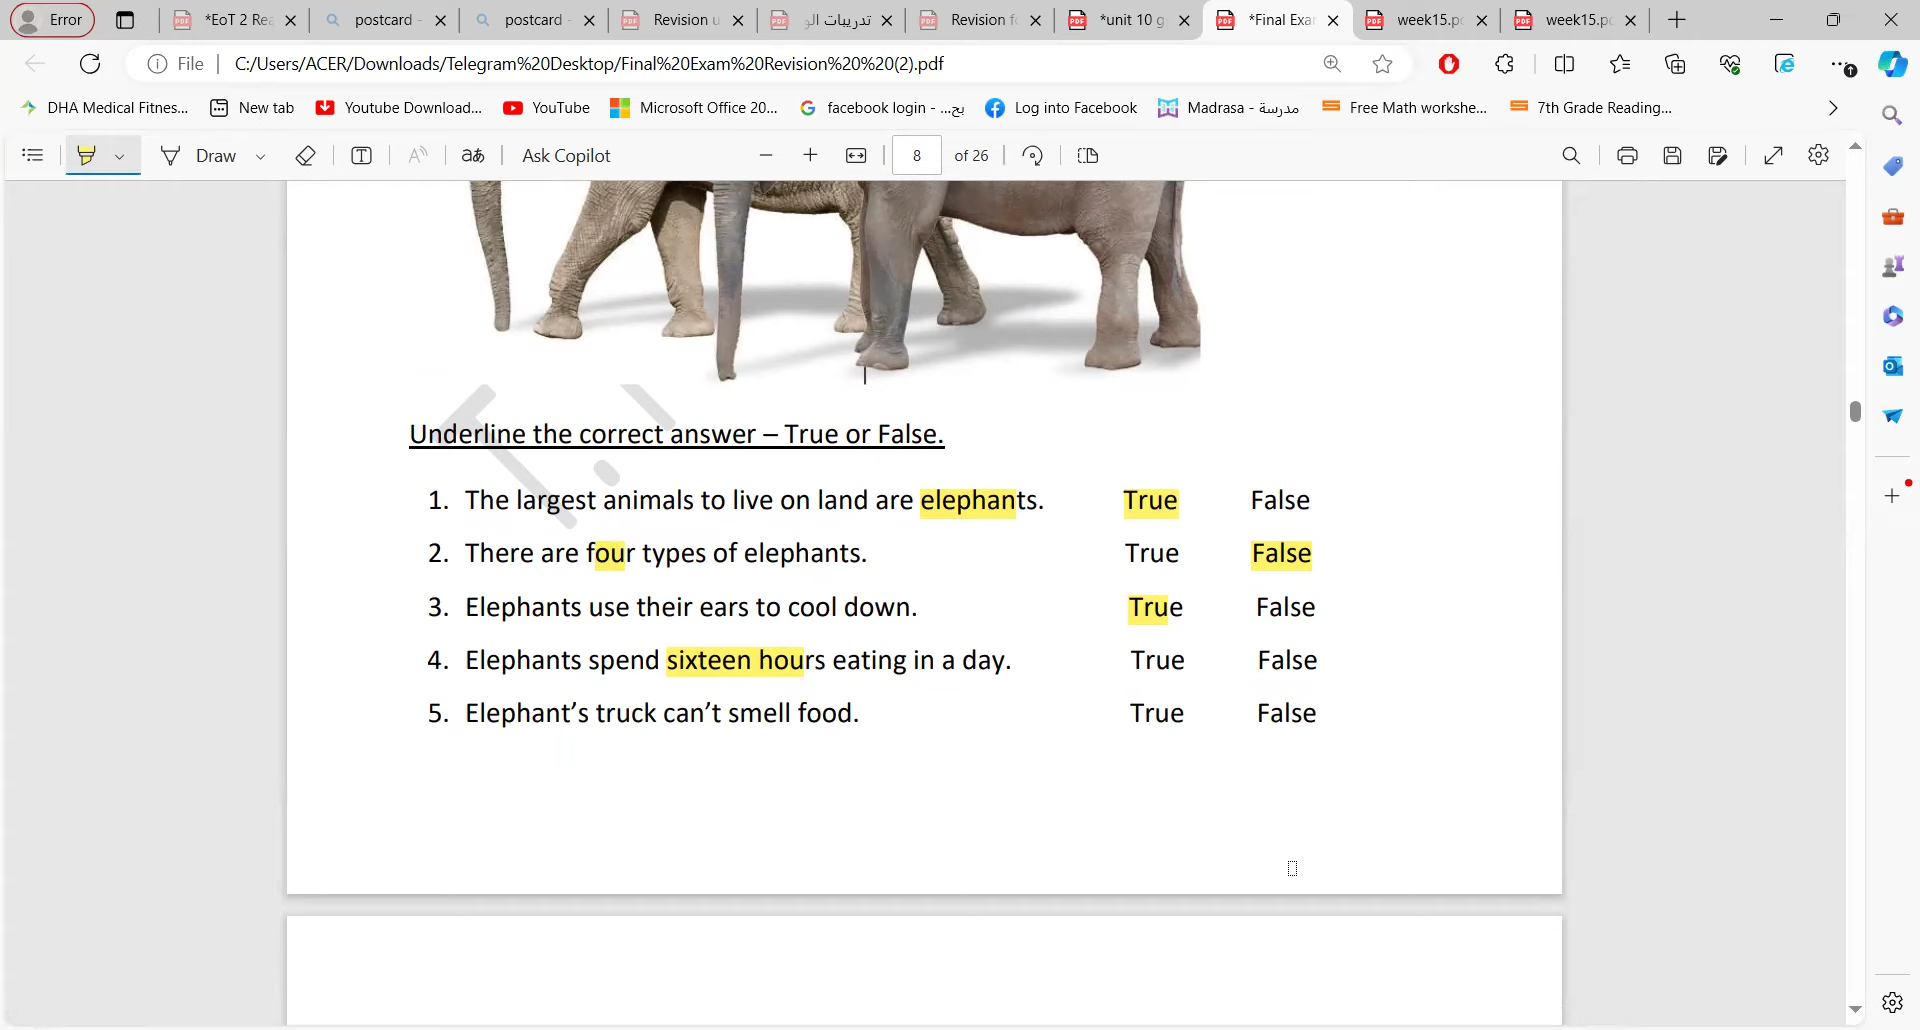 Error
*EoT 2 Rea
postcard -
postcard -
Revision u
تدريبات الو
Revision fo
*unit 10 g
*Final Exa
week15.p
week15.p
File
C:/Users/ACER/Downloads/Telegram%20Desktop/Final%20Exam%20Revision%20%20(2).pdf
DHA Medical Fitnes...
New tab
Youtube Download...
YouTube
Microsoft Office 20...
facebook login - بح...
Log into Facebook
Madrasa - مدرسة
Free Math workshe...
7th Grade Reading...
Draw
Ask Copilot
8
of 26
Underline the correct answer – True or False.
1. The largest animals to live on land are elephants. True False
2. There are four types of elephants. True False
3. Elephants use their ears to cool down. True False
4. Elephants spend sixteen hours eating in a day. True False
5. Elephant’s truck can’t smell food. True False